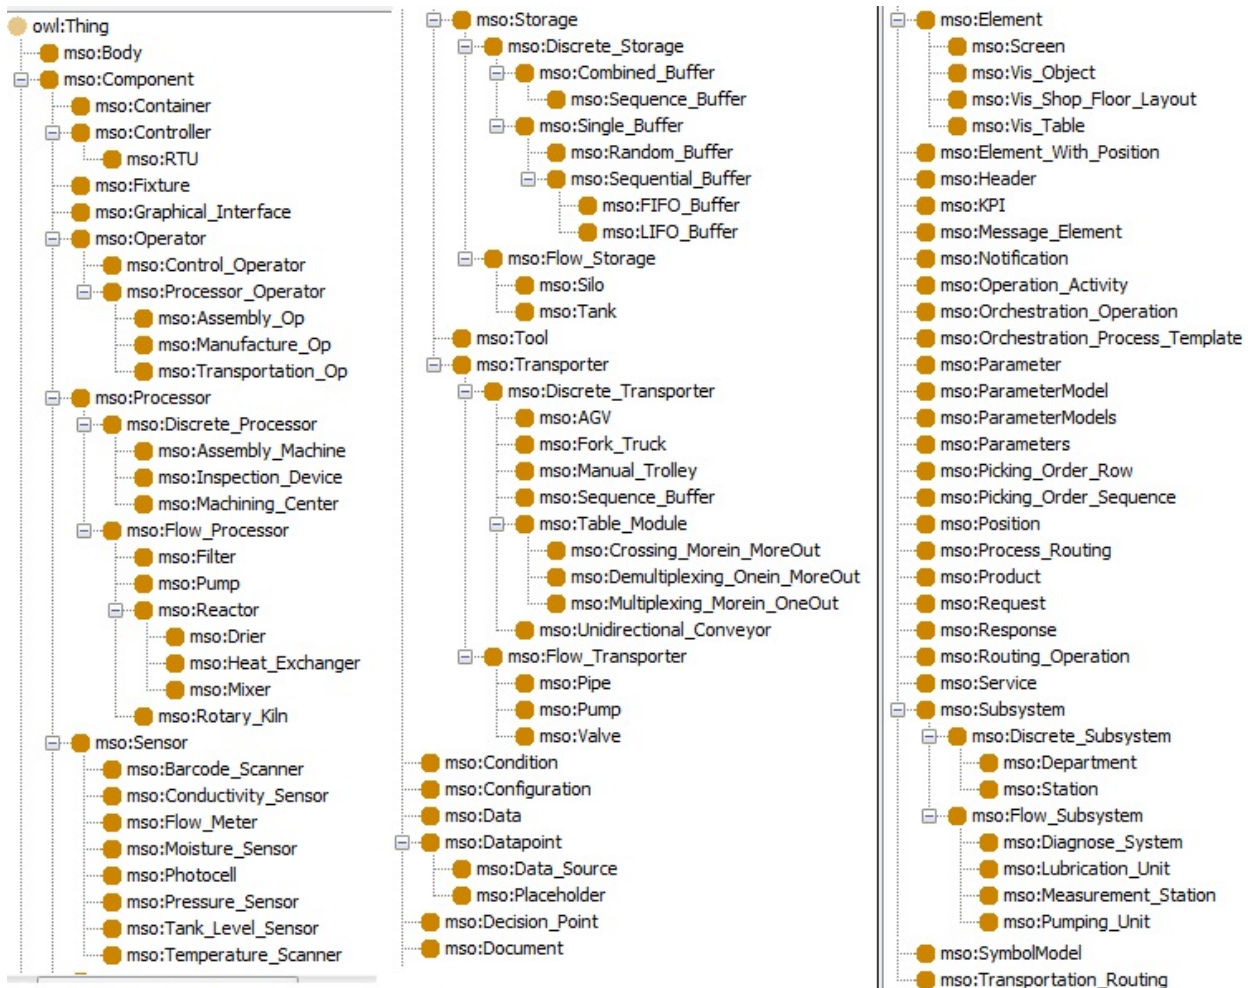 owl:Thing
mso:Body
mso:Component
mso:Container
mso:Controller
mso:RTU
mso:Fixture
mso:Graphical_Interface
mso:Operator
mso:Control_Operator
mso:Processor_Operator
mso:Assembly_Op
mso:Manufacture_Op
mso:Transportation_Op
mso:Processor
mso:Discrete_Processor
mso:Assembly_Machine
mso:Inspection_Device
mso:Machining_Center
mso:Flow_Processor
mso:Filter
mso:Pump
mso:Reactor
mso:Drier
mso:Heat_Exchanger
mso:Mixer
mso:Rotary_Kiln
mso:Sensor
mso:Barcode_Scanner
mso:Conductivity_Sensor
mso:Flow_Meter
mso:Moisture_Sensor
mso:Photocell
mso:Pressure_Sensor
mso:Tank_Level_Sensor
mso:Temperature_Scanner
mso:Storage
mso:Discrete_Storage
mso:Combined_Buffer
mso:Sequence_Buffer
mso:Single_Buffer
mso:Random_Buffer
mso:Sequential_Buffer
mso:FIFO_Buffer
mso:LIFO_Buffer
mso:Flow_Storage
mso:Silo
mso:Tank
mso:Tool
mso:Transporter
mso:Discrete_Transporter
mso:AGV
mso:Fork_Truck
mso:Manual_Trolley
mso:Sequence_Buffer
mso:Table_Module
mso:Crossing_Morein_MoreOut
mso:Demultiplexing_Onein_MoreOut
mso:Multiplexing_Morein_OneOut
mso:Unidirectional_Conveyor
mso:Flow_Transporter
mso:Pipe
mso:Pump
mso:Valve
mso:Condition
mso:Configuration
mso:Data
mso:Datapoint
mso:Data_Source
mso:Placeholder
mso:Decision_Point
mso:Document
mso:Element
mso:Screen
mso:Vis_Object
mso:Vis_Shop_Floor_Layout
mso:Vis_Table
mso:Element_With_Position
mso:Header
mso:KPI
mso:Message_Element
mso:Notification
mso:Operation_Activity
mso:Orchestration_Operation
mso:Orchestration_Process_Template
mso:Parameter
mso:ParameterModel
mso:ParameterModels
mso:Parameters
mso:Picking_Order_Row
mso:Picking_Order_Sequence
mso:Position
mso:Process_Routing
mso:Product
mso:Request
mso:Response
mso:Routing_Operation
mso:Service
mso:Subsystem
mso:Discrete_Subsystem
mso:Department
mso:Station
mso:Flow_Subsystem
mso:Diagnose_System
mso:Lubrication_Unit
mso:Measurement_Station
mso:Pumping_Unit
mso:SymbolModel
mso:Transportation_Routing